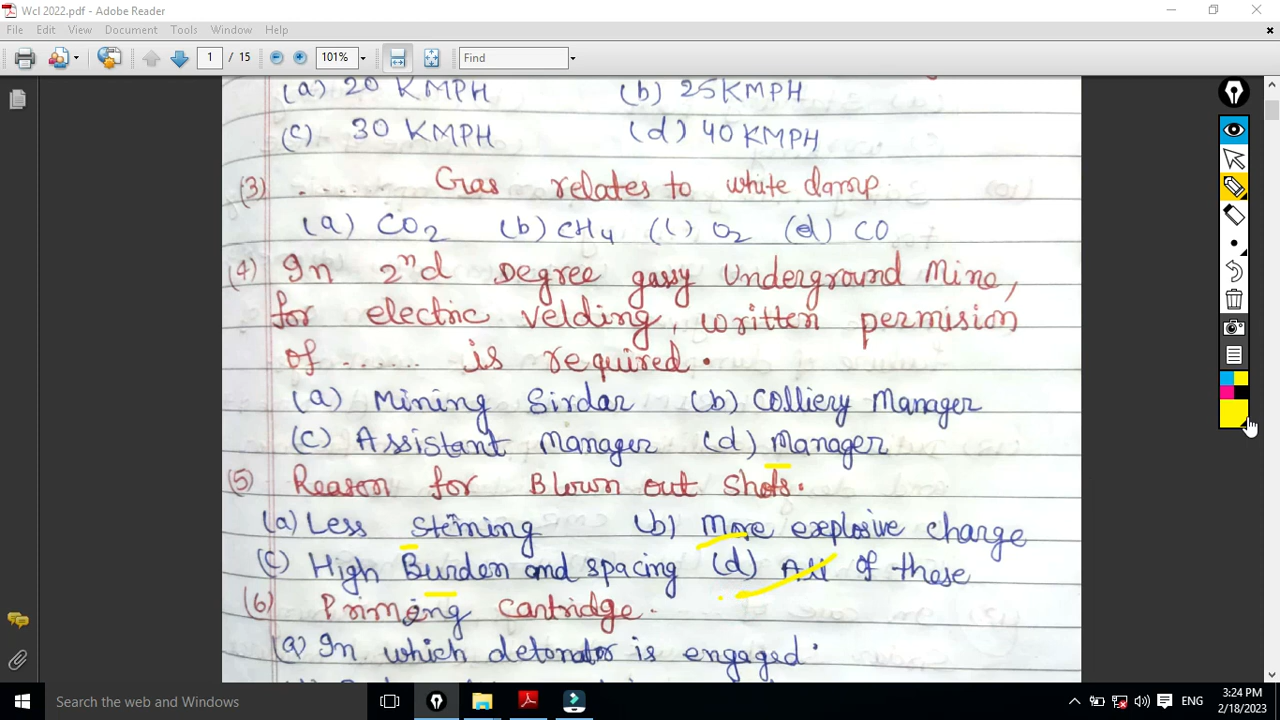 Wcl 2022.pdf - Adobe Reader
File Edit View Document Tools Window Help
1 / 15 101% Find
(a) 20 KMPH (b) 25 KMPH
(c) 30 KMPH (d) 40 KMPH
(3) ........ Gas relates to white damp.
(a) CO2 (b) CH4 (c) O2 (d) CO
(4) In 2nd Degree gassy Underground Mine,
for electric velding, written permision
of ........ is required.
(a) Mining Sirdar (b) Colliery Manager
(c) Assistant Manager (d) Manager
(5) Reason for Blown out shots.
(a) Less Steming (b) More explosive charge
(c) High Burden and spacing (d) All of these
(6) Priming cartridge.
(a) In which detonator is engaged.
Search the web and Windows
ENG
3:24 PM
2/18/2023